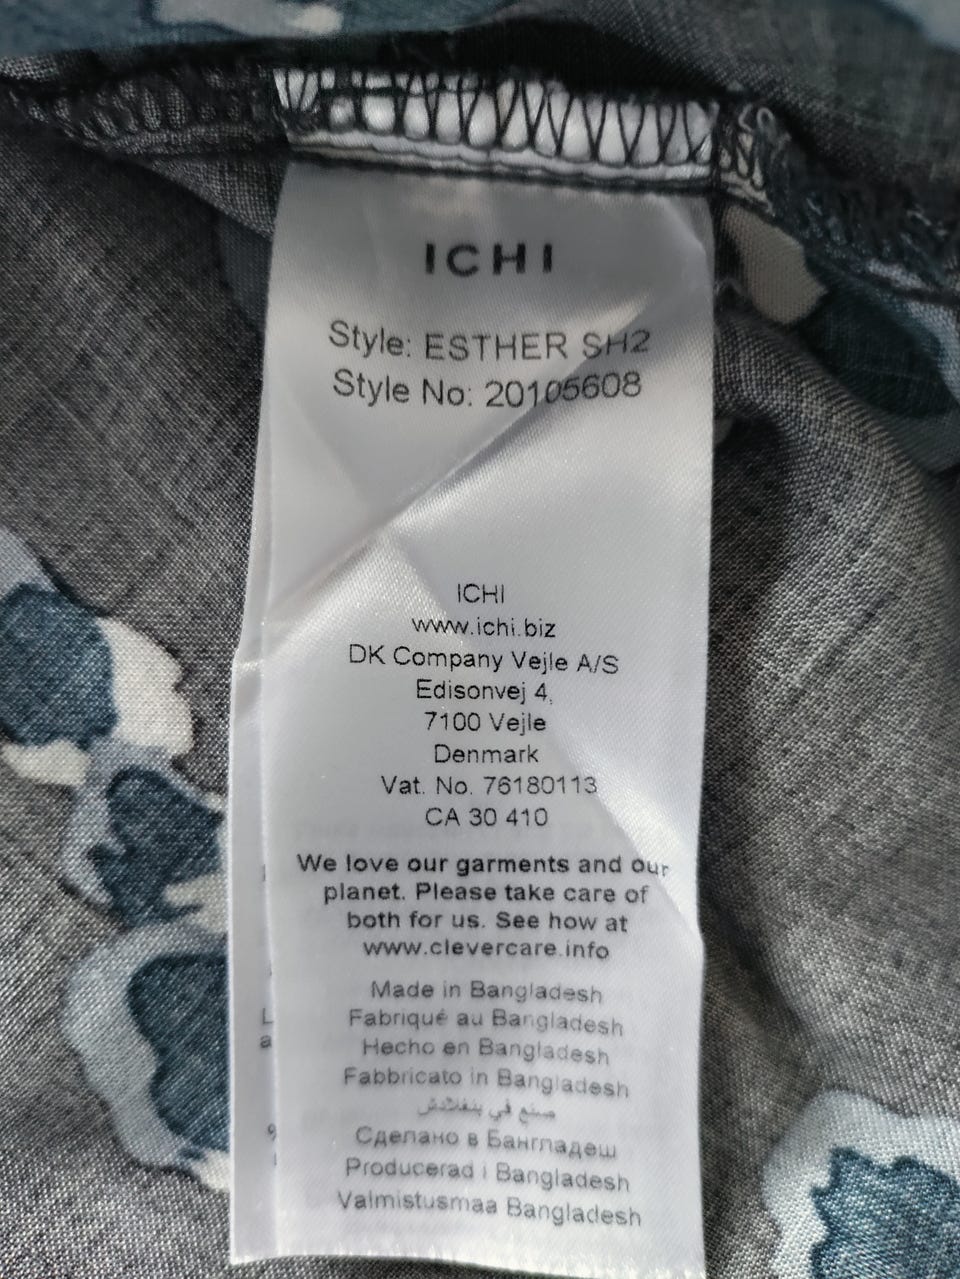 ICHI
Style: ESTHER SH2
Style No: 20105608
ICHI
www.ichi.biz
DK Company Vejle A/S
Edisonvej 4,
7100 Vejle
Denmark
Vat. No. 76180113
CA 30 410
We love our garments and our
planet. Please take care of
both for us. See how at
www.clevercare.info
Made in Bangladesh
Fabriqué au Bangladesh
Hecho en Bangladesh
Fabbricato in Bangladesh
صنع في بنغلادش
Сделано в Бангладеш
Producerad i Bangladesh
Valmistusmaa Bangladesh